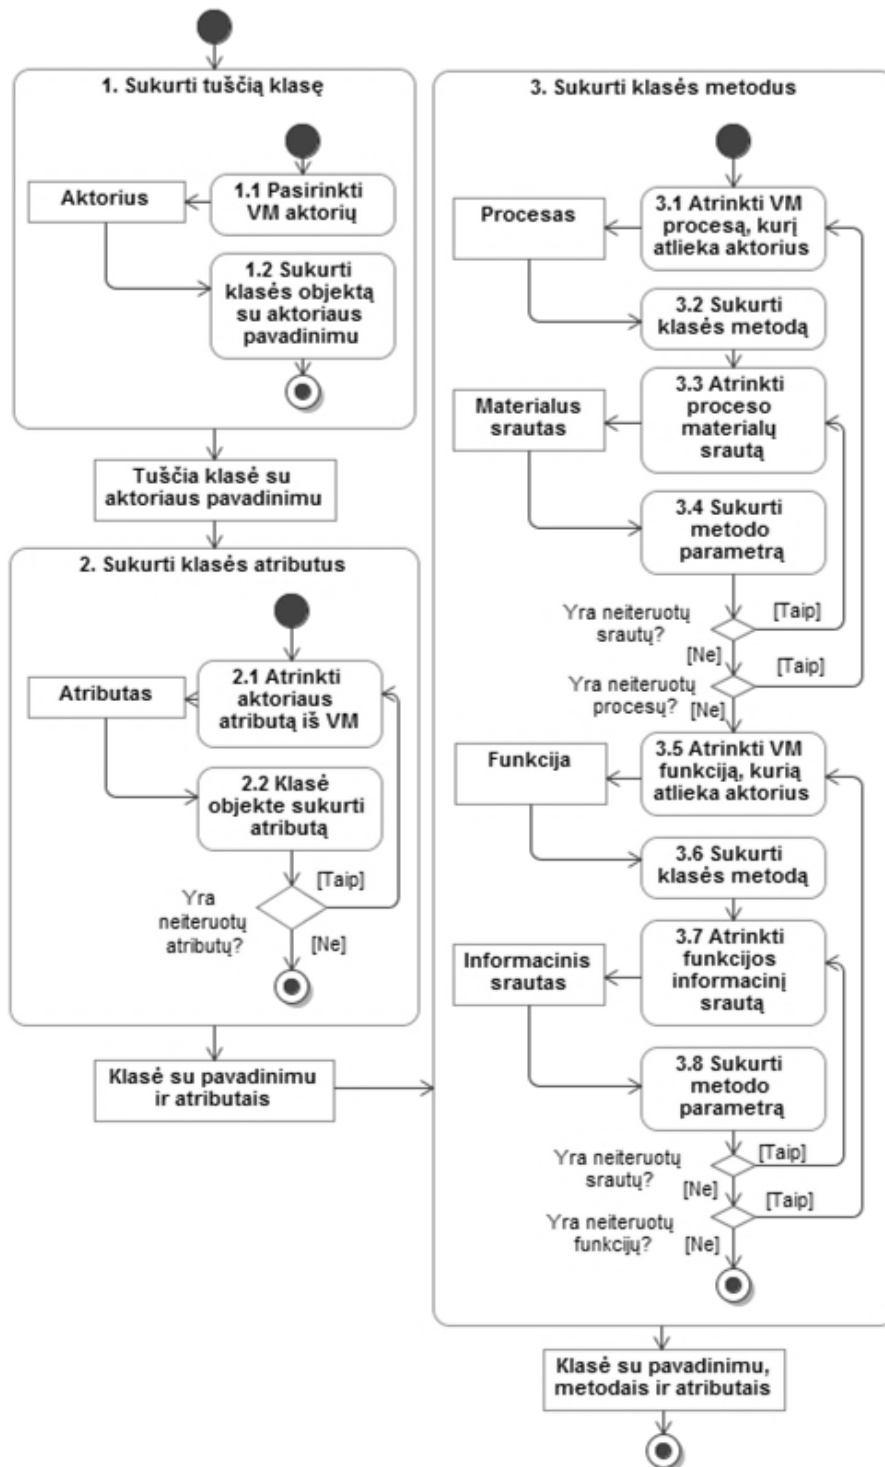 1. Sukurti tuščią klasę
1.1 Pasirinkti
VM aktorių
Aktorius
1.2 Sukurti
klasės objektą
su aktoriaus
pavadinimu
Tuščia klasė su
aktoriaus pavadinimu
2. Sukurti klasės atributus
2.1 Atrinkti
aktoriaus
atributą iš VM
Atributas
2.2 Klasė
objekte sukurti
atributą
[Taip]
Yra
neiteruotų
atributų?
[Ne]
Klasė su pavadinimu
ir atributais
3. Sukurti klasės metodus
3.1 Atrinkti VM
procesą, kurį
atlieka aktorius
Procesas
3.2 Sukurti
klasės metodą
3.3 Atrinkti
proceso
materialų
srautą
Materialus
srautas
3.4 Sukurti
metodo
parametrą
Yra neiteruotų
srautų?
[Taip]
[Ne]
Yra neiteruotų
procesų?
[Taip]
[Ne]
3.5 Atrinkti VM
funkciją, kurią
atlieka aktorius
Funkcija
3.6 Sukurti
klasės metodą
3.7 Atrinkti
funkcijos
informacinį
srautą
Informacinis
srautas
3.8 Sukurti
metodo
parametrą
Yra neiteruotų
srautų?
[Taip]
[Ne]
Yra neiteruotų
funkcijų?
[Taip]
[Ne]
Klasė su pavadinimu,
metodais ir atributais